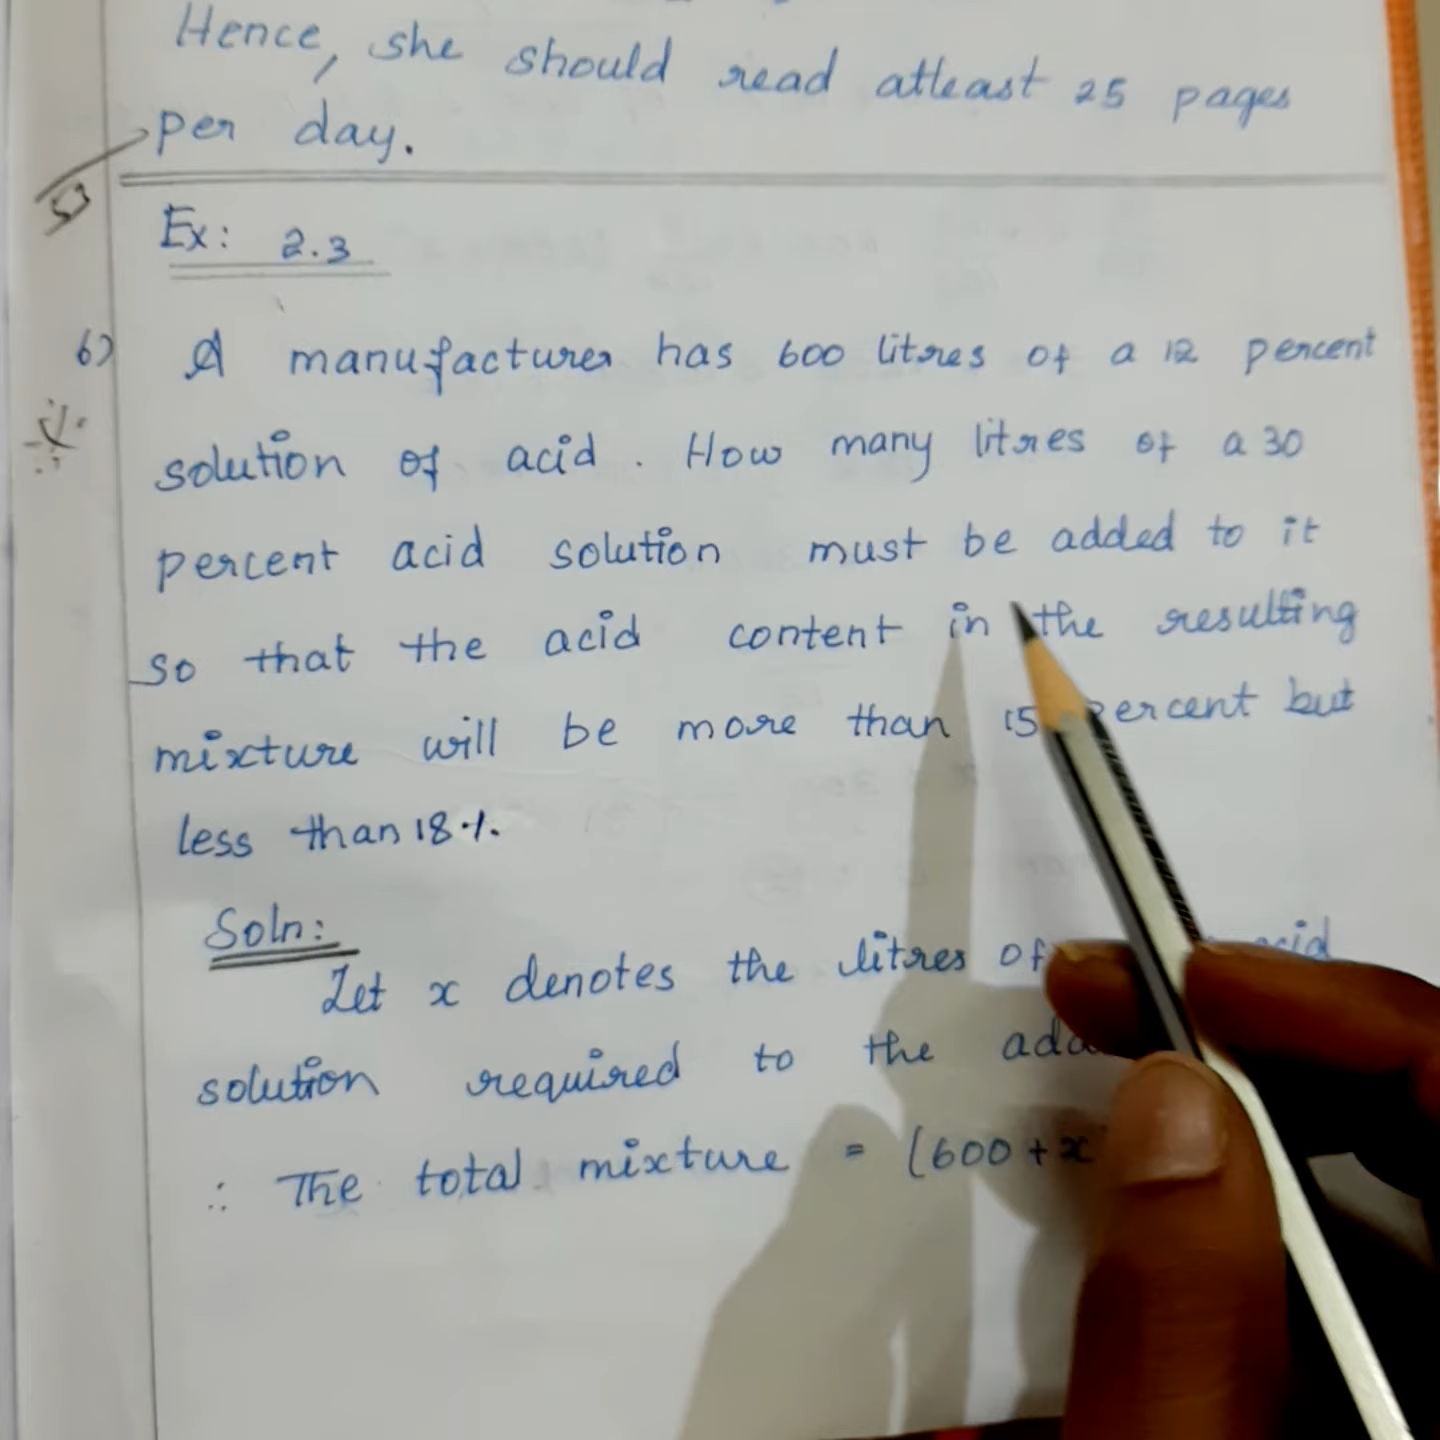 Hence, she should read atleast 25 pages
per day.
53
Ex: 2.3
6) A manufacturer has 600 litres of a 12 percent
solution of acid. How many litres of a 30
percent acid solution must be added to it
so that the acid content in the resulting
mixture will be more than 15 percent but
less than 18%.
Soln:
Let x denotes the litres of acid
solution required to the
∴ The total mixture = (600 + x